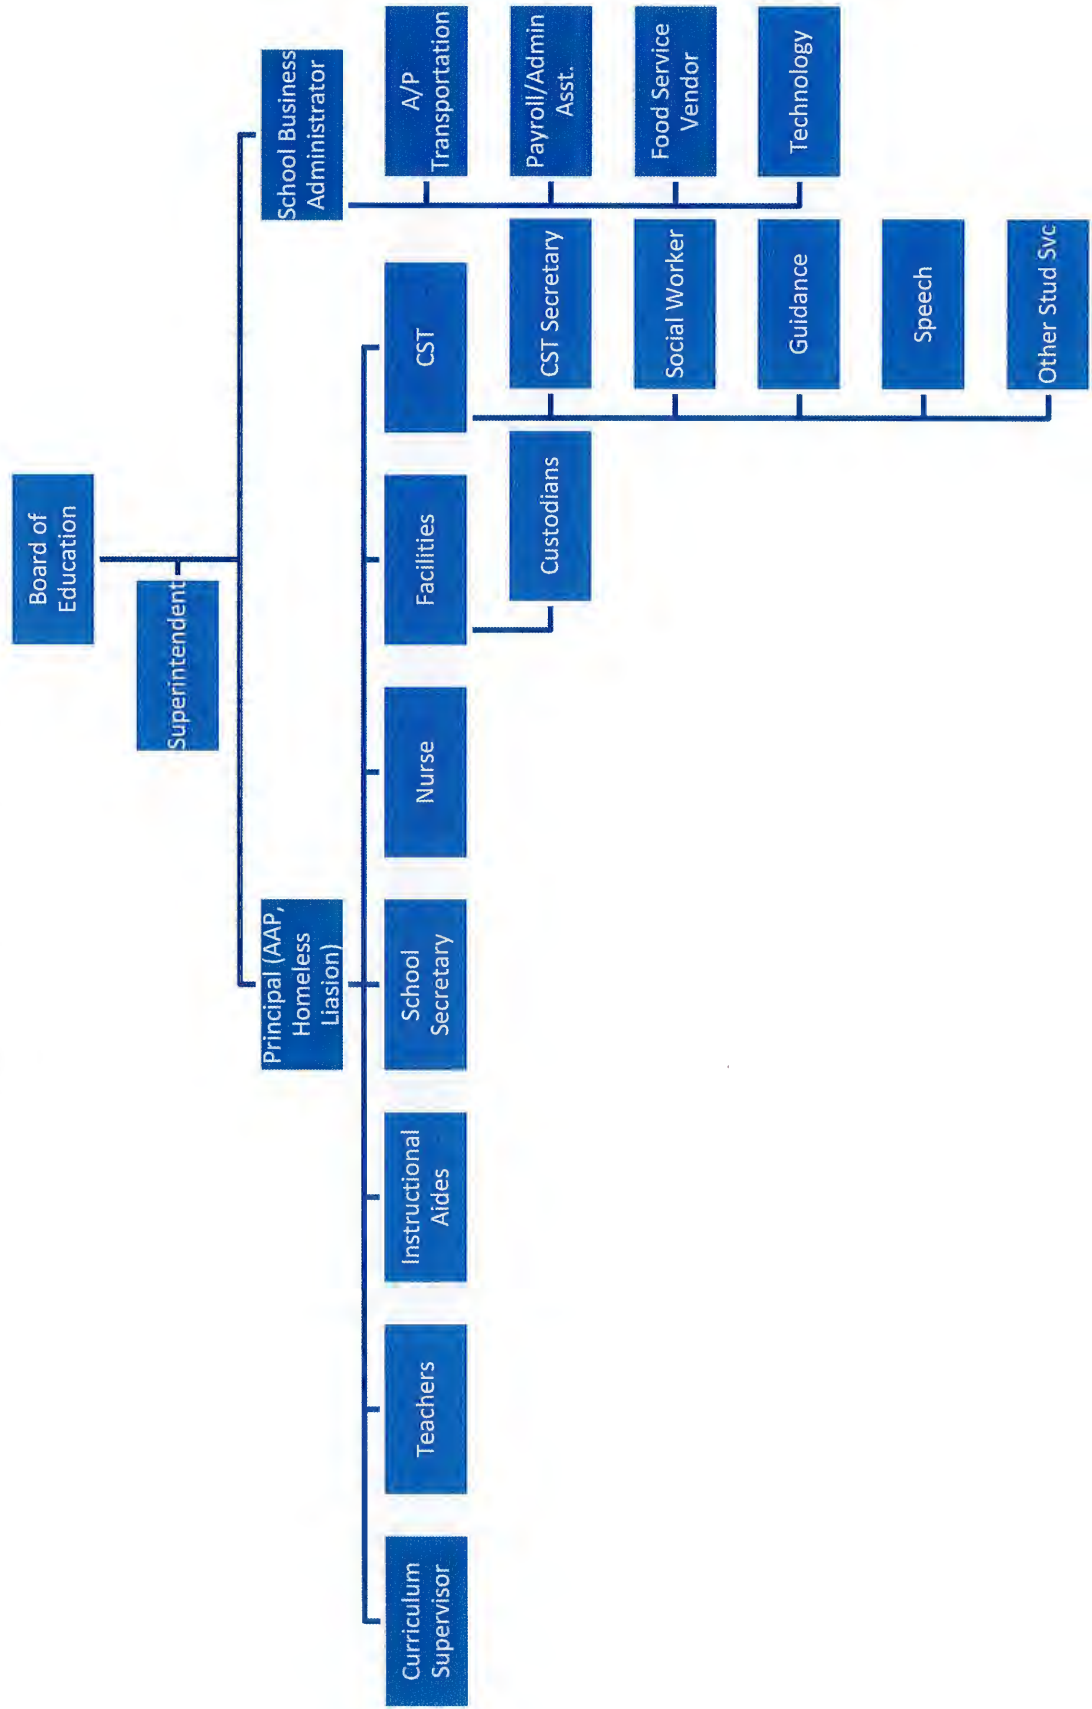 Board of
Education
Superintendent
Principal (AAP,
Homeless
Liasion)
School Business
Administrator
Curriculum
Supervisor
Teachers
Instructional
Aides
School
Secretary
Nurse
Facilities
CST
A/P
Transportation
Custodians
CST Secretary
Payroll/Admin
Asst.
Social Worker
Food Service
Vendor
Guidance
Technology
Speech
Other Stud Svc